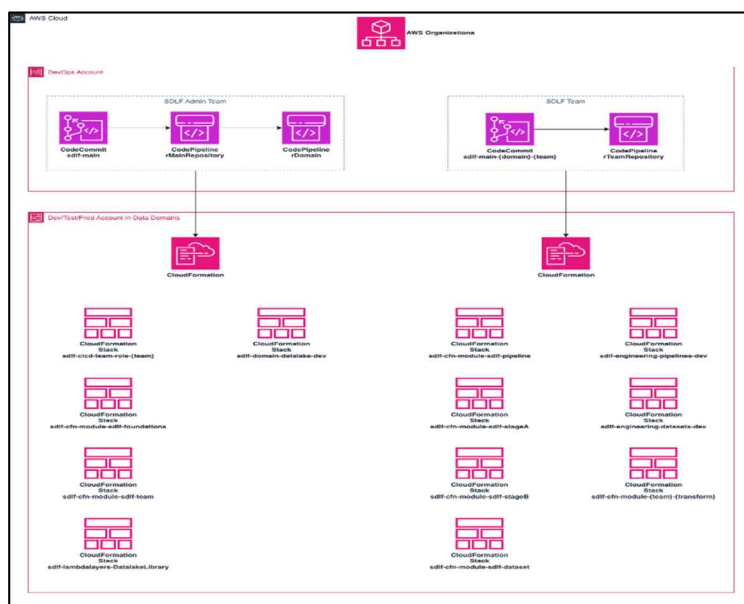 AWS Cloud
AWS Organizations
DevOps Account
SDLF Admin Team
CodeCommit
sdlf-main
CodePipeline
rMainRepository
CodePipeline
rDomain
SDLF Team
CodeCommit
sdlf-main-{domain}-{team}
CodePipeline
rTeamRepository
Dev/Test/Prod Account in Data Domains
CloudFormation
CloudFormation
CloudFormation
Stack
sdlf-cicd-team-role-{team}
CloudFormation
Stack
sdlf-domain-datalake-dev
CloudFormation
Stack
sdlf-cfn-module-sdlf-pipeline
CloudFormation
Stack
sdlf-engineering-pipelines-dev
CloudFormation
Stack
sdlf-cfn-module-sdlf-foundations
CloudFormation
Stack
sdlf-cfn-module-sdlf-stageA
CloudFormation
Stack
sdlf-engineering-datasets-dev
CloudFormation
Stack
sdlf-cfn-module-sdlf-team
CloudFormation
Stack
sdlf-cfn-module-sdlf-stageB
CloudFormation
Stack
sdlf-cfn-module-{team}-{transform}
CloudFormation
Stack
sdlf-lambdalayers-DatalakeLibrary
CloudFormation
Stack
sdlf-cfn-module-sdlf-dataset